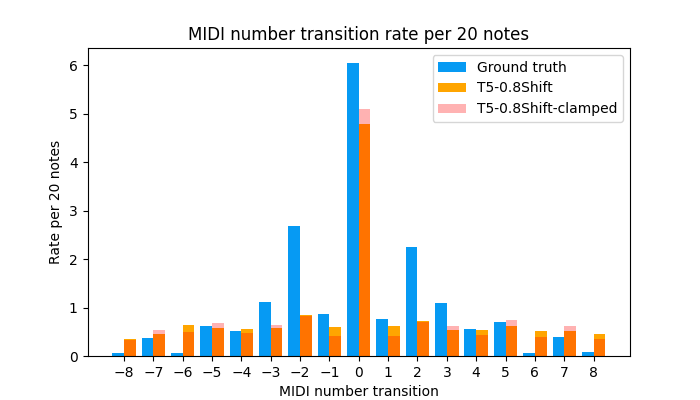 MIDI number transition rate per 20 notes
Ground truth
T5-0.8Shift
T5-0.8Shift-clamped
Rate per 20 notes
6
5
4
3
2
1
0
−8 −7 −6 −5 −4 −3 −2 −1 0 1 2 3 4 5 6 7 8
MIDI number transition